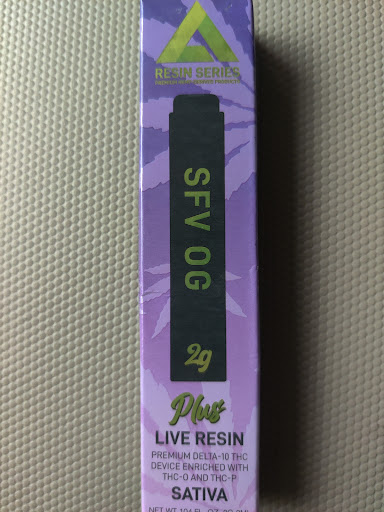 RESIN SERIES
SFV OG
2g
Plus
LIVE RESIN
PREMIUM DELTA-10 THC
DEVICE ENRICHED WITH
THC-O AND THC-P
SATIVA